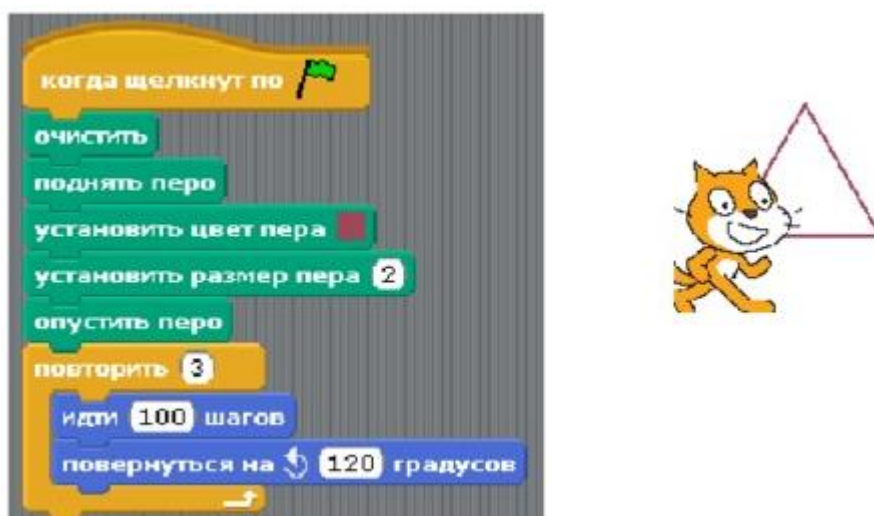 когда щелкнут по
очистить
поднять перо
установить цвет пера
установить размер пера 2
опустить перо
повторить 3
идти 100 шагов
повернуться на 120 градусов